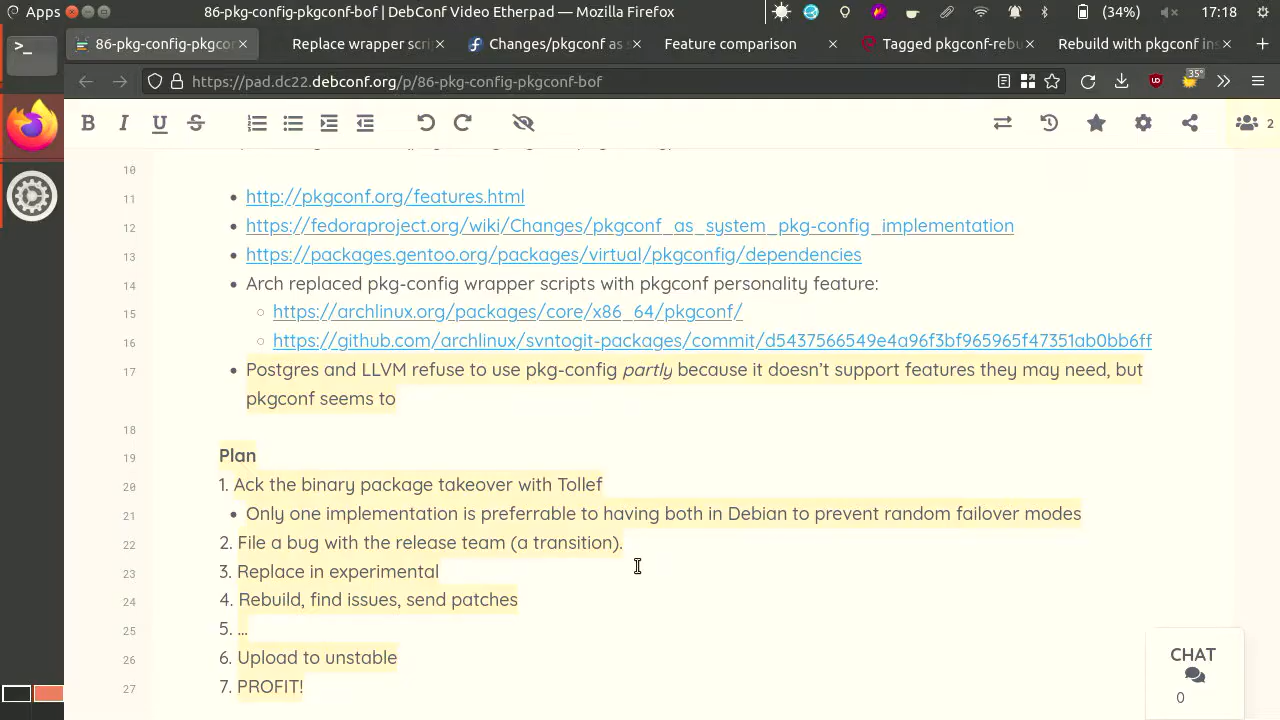 Apps
86-pkg-config-pkgconf-bof | DebConf Video Etherpad — Mozilla Firefox
(34%)
17:18
86-pkg-config-pkgcor
Replace wrapper scri
Changes/pkgconf as s
Feature comparison
Tagged pkgconf-rebu
Rebuild with pkgconf ins
https://pad.dc22.debconf.org/p/86-pkg-config-pkgconf-bof
35°
2
10
11 http://pkgconf.org/features.html
12 https://fedoraproject.org/wiki/Changes/pkgconf_as_system_pkg-config_implementation
13 https://packages.gentoo.org/packages/virtual/pkgconfig/dependencies
14 Arch replaced pkg-config wrapper scripts with pkgconf personality feature:
15 https://archlinux.org/packages/core/x86_64/pkgconf/
16 https://github.com/archlinux/svntogit-packages/commit/d5437566549e4a96f3bf965965f47351ab0bb6ff
17 Postgres and LLVM refuse to use pkg-config partly because it doesn't support features they may need, but
pkgconf seems to
18
19 Plan
20 1. Ack the binary package takeover with Tollef
21 Only one implementation is preferrable to having both in Debian to prevent random failover modes
22 2. File a bug with the release team (a transition).
23 3. Replace in experimental
24 4. Rebuild, find issues, send patches
25 5. ...
26 6. Upload to unstable
27 7. PROFIT!
CHAT
0